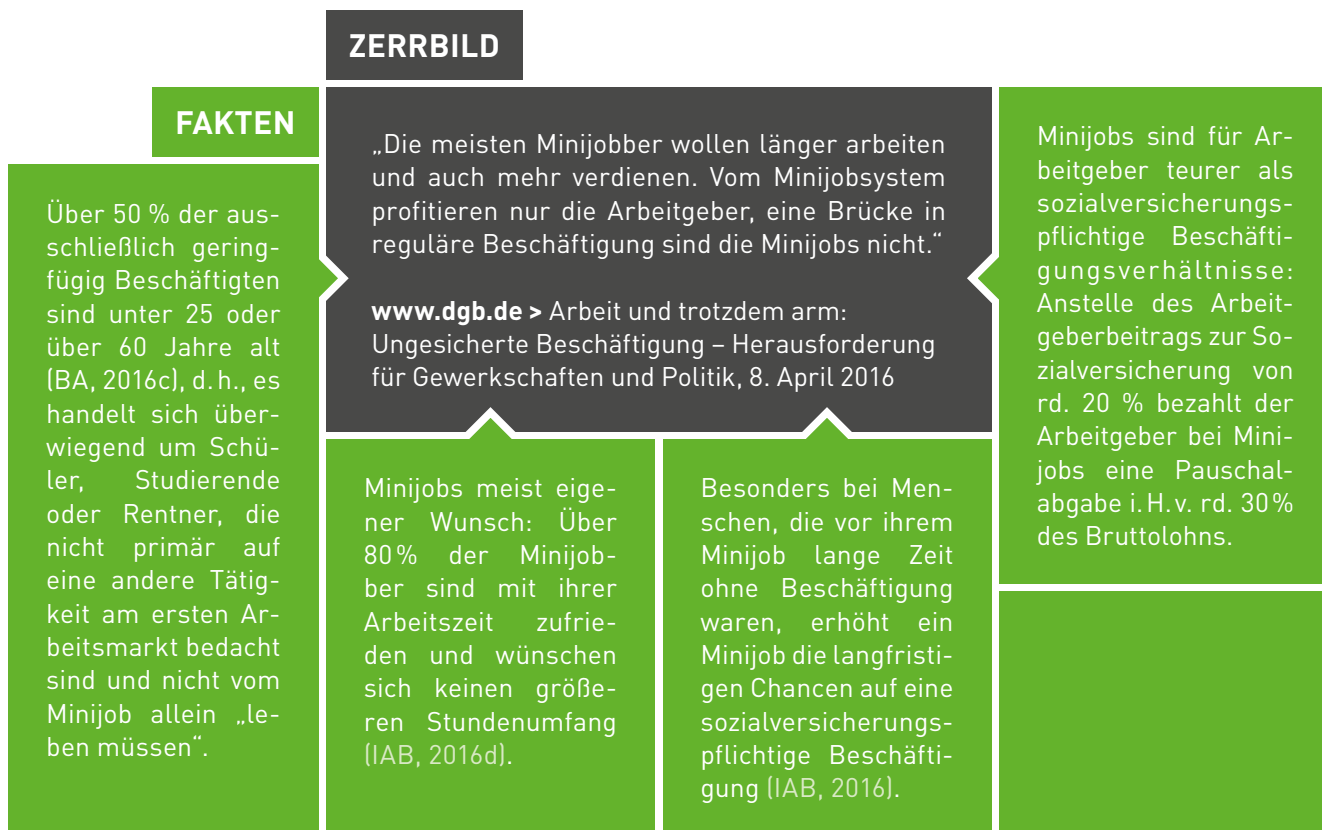 ZERRBILD
„Die meisten Minijobber wollen länger arbeiten
und auch mehr verdienen. Vom Minijobsystem
profitieren nur die Arbeitgeber, eine Brücke in
reguläre Beschäftigung sind die Minijobs nicht.“
www.dgb.de > Arbeit und trotzdem arm:
Ungesicherte Beschäftigung – Herausforderung
für Gewerkschaften und Politik, 8. April 2016
FAKTEN
Über 50 % der aus-
schließlich gering-
fügig Beschäftigten
sind unter 25 oder
über 60 Jahre alt
(BA, 2016c), d. h., es
handelt sich über-
wiegend um Schü-
ler, Studierende
oder Rentner, die
nicht primär auf
eine andere Tätig-
keit am ersten Ar-
beitsmarkt bedacht
sind und nicht vom
Minijob allein „le-
ben müssen“.
Minijobs meist eige-
ner Wunsch: Über
80 % der Minijob-
ber sind mit ihrer
Arbeitszeit zufrie-
den und wünschen
sich keinen größe-
ren Stundenumfang
(IAB, 2016d).
Besonders bei Men-
schen, die vor ihrem
Minijob lange Zeit
ohne Beschäftigung
waren, erhöht ein
Minijob die langfristi-
gen Chancen auf eine
sozialversicherungs-
pflichtige Beschäfti-
gung (IAB, 2016).
Minijobs sind für Ar-
beitgeber teurer als
sozialversicherungs-
pflichtige Beschäfti-
gungsverhältnisse:
Anstelle des Arbeit-
geberbeitrags zur So-
zialversicherung von
rd. 20 % bezahlt der
Arbeitgeber bei Mini-
jobs eine Pauschal-
abgabe i. H. v. rd. 30 %
des Bruttolohns.